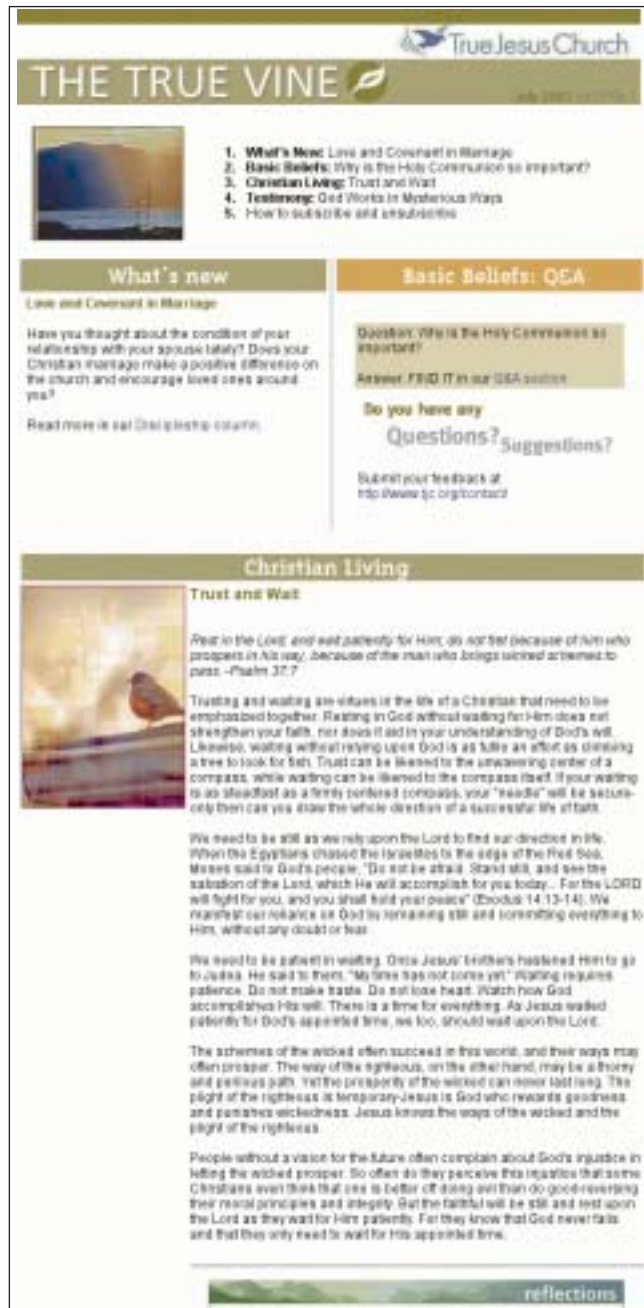 TrueJesusChurch
THE TRUE VINE
July
1. What's New: Love and Covenant in Marriage
2. Basic Beliefs: Why is the Holy Communion so important?
3. Christian Living: Trust and Wait
4. Testimony: God Works in Mysterious Ways
5. How to subscribe and unsubscribe
What's new
Love and Covenant in Marriage
Have you thought about the condition of your
relationship with your spouse lately? Does your
Christian marriage make a positive difference on
the church and encourage loved ones around
you?
Read more in our Discipleship column.
Basic Beliefs: Q&A
Question: Why is the Holy Communion so
important?
Answer: FIND IT in our Q&A section
Do you have any
Questions? Suggestions?
Submit your feedback at
http://www.tjc.org/contact/
Christian Living
Trust and Wait
Rest in the Lord, and wait patiently for Him; do not fret because of him who
prospers in his way, because of the man who brings wicked schemes to
pass. -Psalm 37:7
Trusting and waiting are virtues in the life of a Christian that need to be
emphasized together. Resting in God without waiting for Him does not
strengthen your faith, nor does it aid in your understanding of God's will.
Likewise, waiting without relying upon God is as futile an effort as climbing
a tree to look for fish. Trust can be likened to the unwavering center of a
compass, while waiting can be likened to the compass itself. If your waiting
is as steadfast as a firmly centered compass, your "needle" will be secure-
only then can you draw the whole direction of a successful life of faith.
We need to be still as we rely upon the Lord to find our direction in life.
When the Egyptians chased the Israelites to the edge of the Red Sea,
Moses said to God's people, "Do not be afraid. Stand still, and see the
salvation of the Lord, which He will accomplish for you today... For the LORD
will fight for you, and you shall hold your peace" (Exodus 14:13-14). We
manifest our reliance on God by remaining still and committing everything to
Him, without any doubt or fear.
We need to be patient in waiting. Once Jesus' brothers hastened Him to go
to Judea. He said to them, "My time has not come yet." Waiting requires
patience. Do not make haste. Do not lose heart. Watch how God
accomplishes His will. There is a time for everything. As Jesus waited
patiently for God's appointed time, we too, should wait upon the Lord.
The schemes of the wicked often succeed in this world, and their ways may
often prosper. The way of the righteous, on the other hand, may be a thorny
and perilous path. Yet the prosperity of the wicked can never last long. The
plight of the righteous is temporary-Jesus is God who rewards goodness
and punishes wickedness. Jesus knows the ways of the wicked and the
plight of the righteous.
People without a vision for the future often complain about God's injustice in
letting the wicked prosper. So often do they perceive this injustice that some
Christians even think that one is better off doing evil than do good-reversing
their moral principles and integrity. But the faithful will be still and rest upon
the Lord as they wait for Him patiently. For they know that God never fails
and that they only need to wait for His appointed time.
reflections